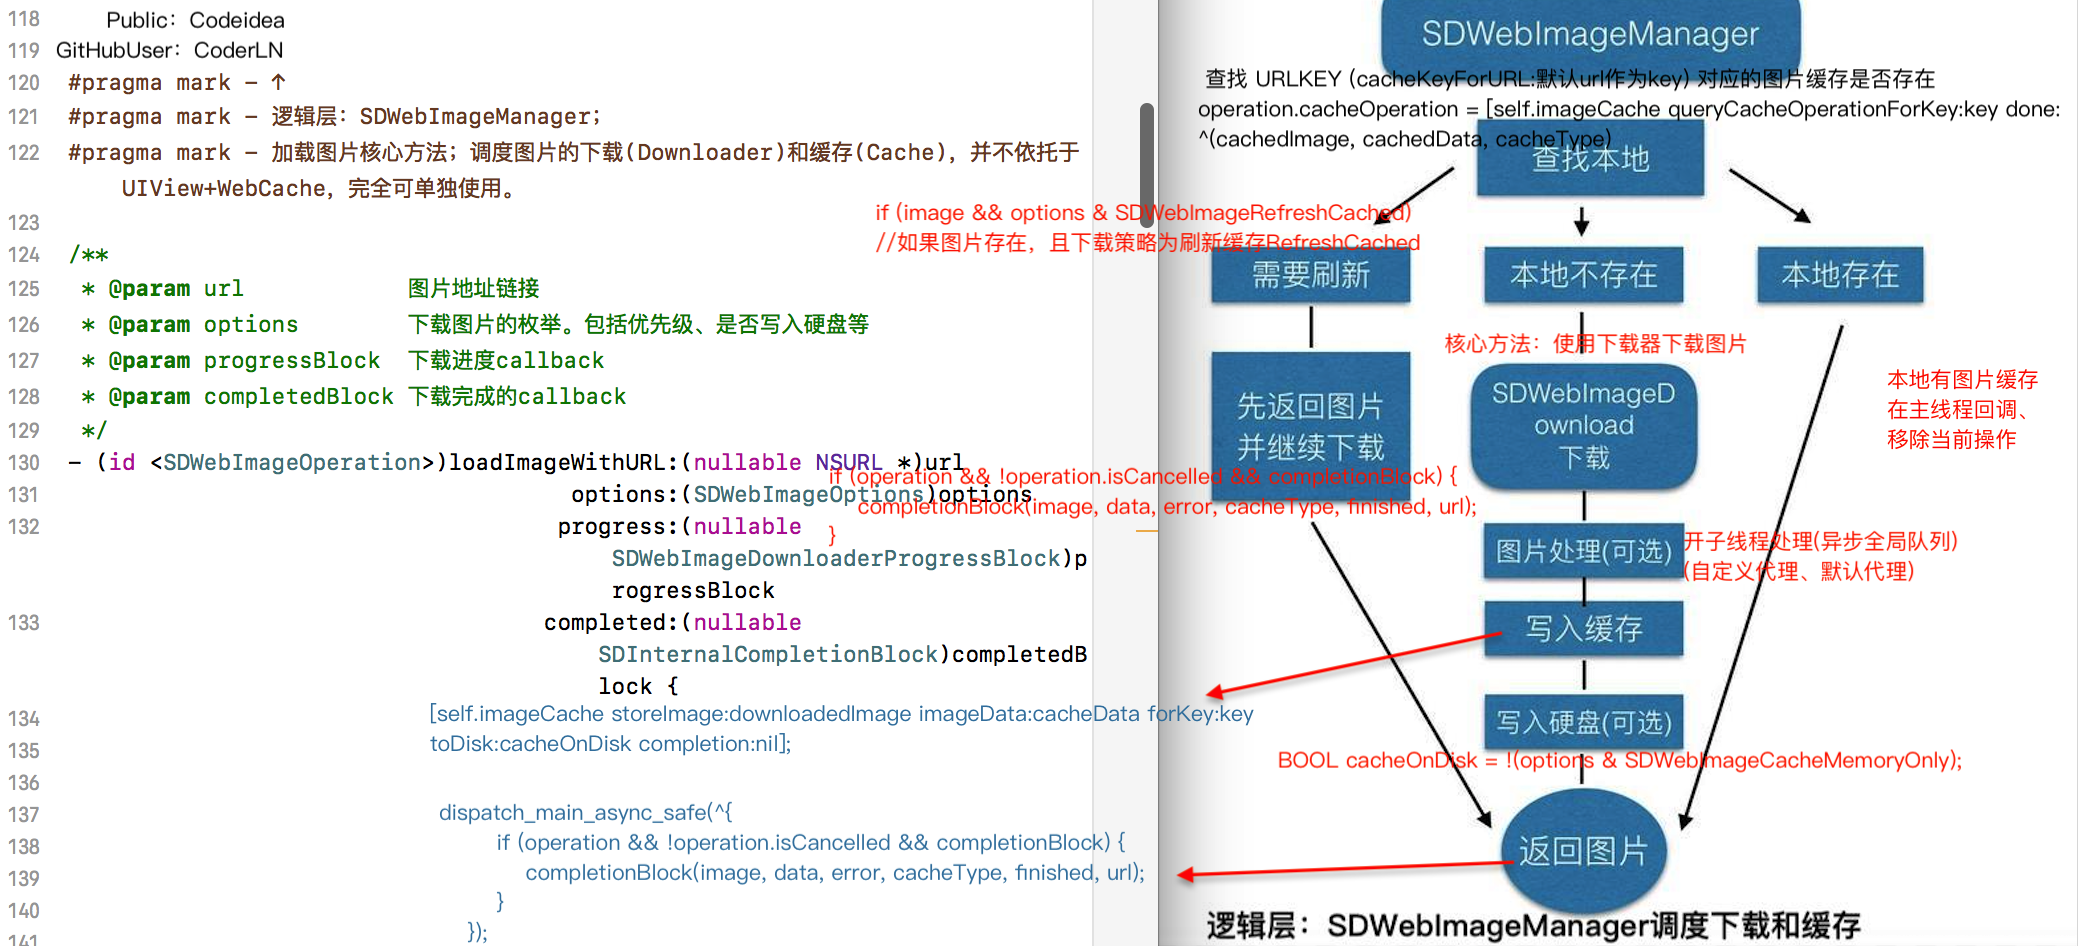 118 Public：Codeidea
119 GitHubUser：CoderLN
120 #pragma mark - ↑
121 #pragma mark - 逻辑层：SDWebImageManager；
122 #pragma mark - 加载图片核心方法；调度图片的下载(Downloader)和缓存(Cache)，并不依托于
UIView+WebCache，完全可单独使用。
123
124 /**
125 * @param url 图片地址链接
126 * @param options 下载图片的枚举。包括优先级、是否写入硬盘等
127 * @param progressBlock 下载进度callback
128 * @param completedBlock 下载完成的callback
129 */
130 - (id <SDWebImageOperation>)loadImageWithURL:(nullable NSURL *)url
131 options:(SDWebImageOptions)options
132 progress:(nullable
SDWebImageDownloaderProgressBlock)p
rogressBlock
133 completed:(nullable
SDInternalCompletionBlock)completedB
lock {
134 [self.imageCache storeImage:downloadedImage imageData:cacheData forKey:key
135 toDisk:cacheOnDisk completion:nil];
136
137 dispatch_main_async_safe(^{
138 if (operation && !operation.isCancelled && completionBlock) {
139 completionBlock(image, data, error, cacheType, finished, url);
140 }
141 });
SDWebImageManager
查找 URLKEY (cacheKeyForURL:默认url作为key) 对应的图片缓存是否存在
operation.cacheOperation = [self.imageCache queryCacheOperationForKey:key done:
^(cachedImage, cachedData, cacheType)
查找本地
if (image && options & SDWebImageRefreshCached)
//如果图片存在，且下载策略为刷新缓存RefreshCached
需要刷新
本地不存在
本地存在
核心方法：使用下载器下载图片
先返回图片
并继续下载
SDWebImageD
ownload
下载
本地有图片缓存
在主线程回调、
移除当前操作
if (operation && !operation.isCancelled && completionBlock) {
completionBlock(image, data, error, cacheType, finished, url);
}
图片处理(可选)
开子线程处理(异步全局队列)
(自定义代理、默认代理)
写入缓存
写入硬盘(可选)
BOOL cacheOnDisk = !(options & SDWebImageCacheMemoryOnly);
返回图片
逻辑层：SDWebImageManager调度下载和缓存